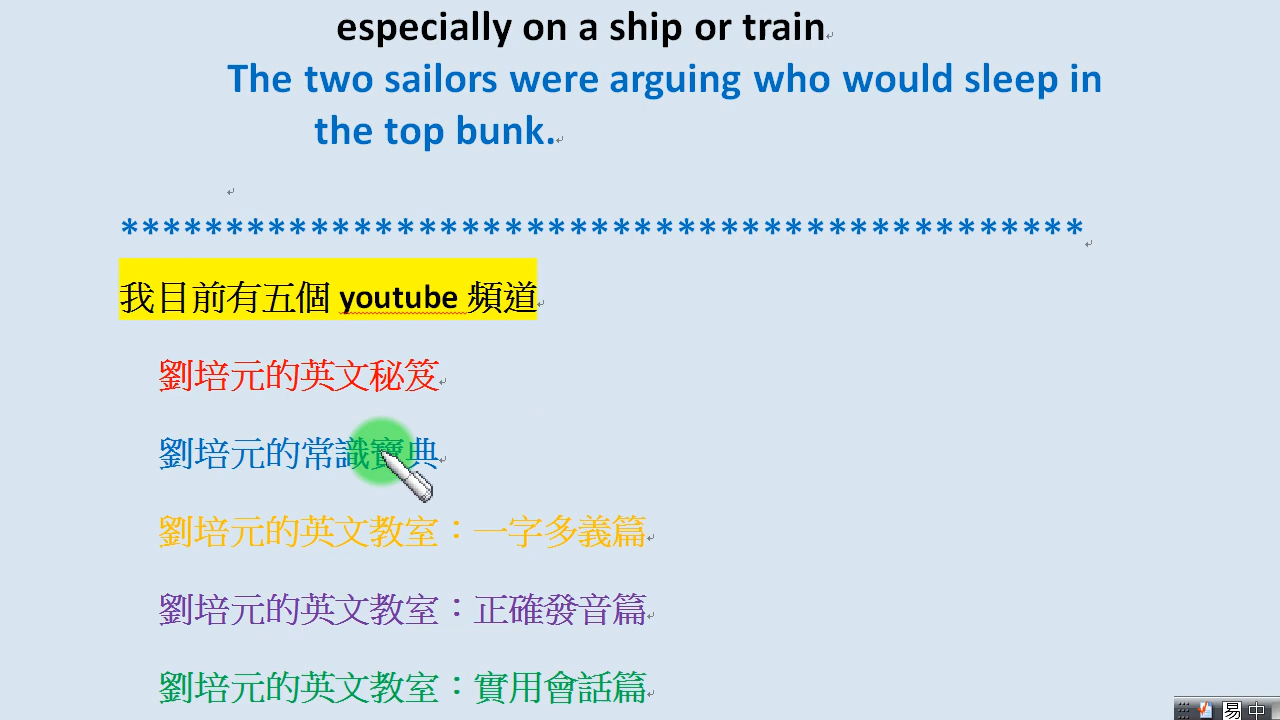 especially on a ship or train
The two sailors were arguing who would sleep in
the top bunk.
*********************************************
我目前有五個 youtube 頻道
劉培元的英文秘笈
劉培元的常識寶典
劉培元的英文教室：一字多義篇
劉培元的英文教室：正確發音篇
劉培元的英文教室：實用會話篇
易 中